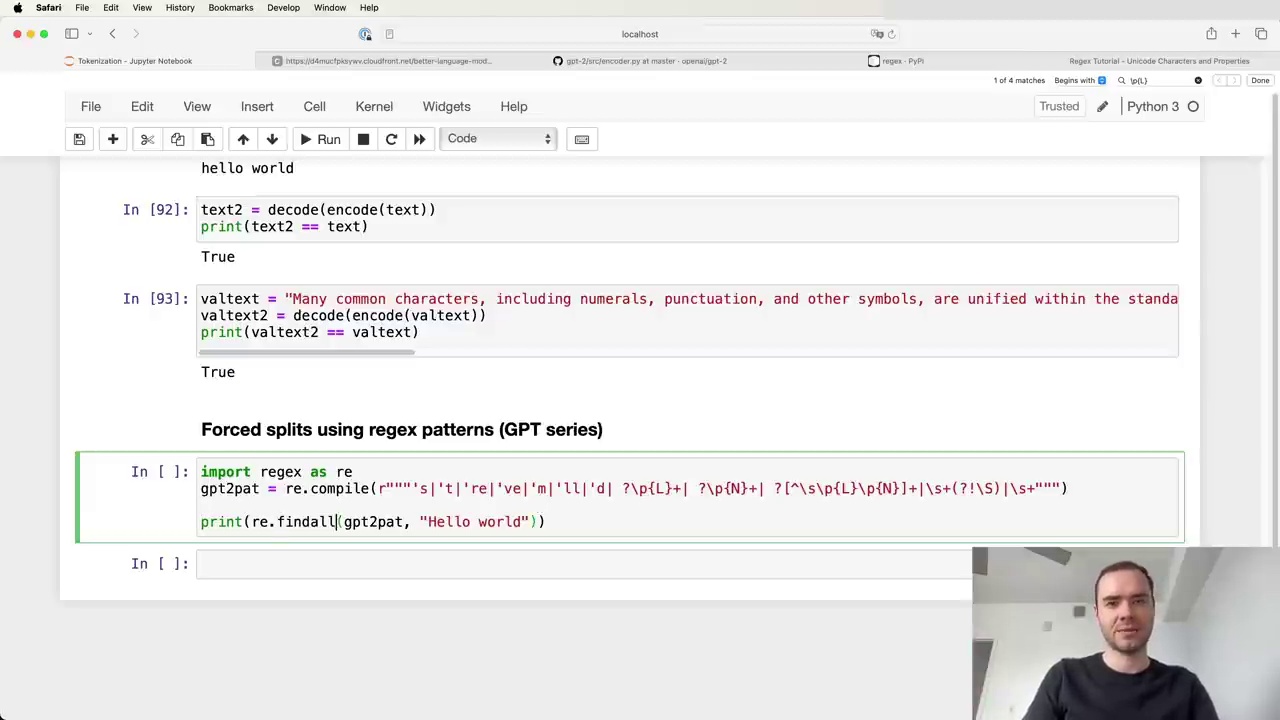 Safari File Edit View History Bookmarks Develop Window Help
localhost
Tokenization - Jupyter Notebook
https://d4mucfpksywv.cloudfront.net/better-language-mod...
gpt-2/src/encoder.py at master · openai/gpt-2
regex · PyPI
Regex Tutorial - Unicode Characters and Properties
1 of 4 matches Begins with \p{L} Done
File Edit View Insert Cell Kernel Widgets Help Trusted Python 3
Run Code
hello world
In [92]: text2 = decode(encode(text))
print(text2 == text)
True
In [93]: valtext = "Many common characters, including numerals, punctuation, and other symbols, are unified within the standa
valtext2 = decode(encode(valtext))
print(valtext2 == valtext)
True
Forced splits using regex patterns (GPT series)
In [ ]: import regex as re
gpt2pat = re.compile(r"""'s|'t|'re|'ve|'m|'ll|'d| ?\p{L}+| ?\p{N}+| ?[^\s\p{L}\p{N}]+|\s+(?!\S)|\s+""")
print(re.findall(gpt2pat, "Hello world"))
In [ ]: